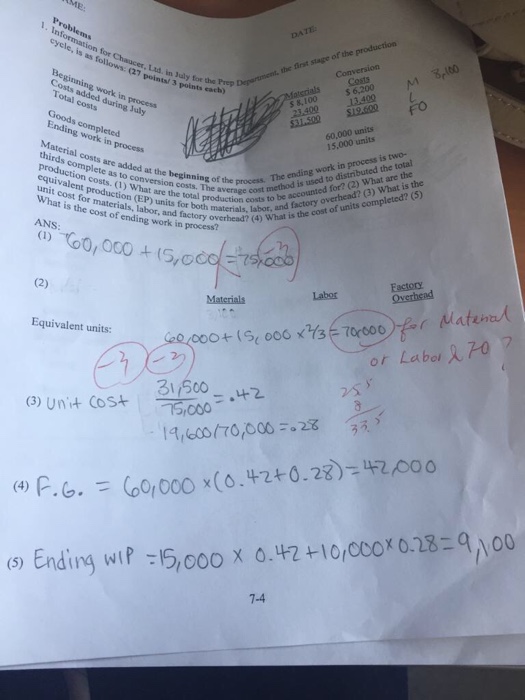 AME:
DATE:
Problems
1. Information for Chaucer, Ltd. in July for the Prep Department, the first stage of the production
cycle, is as follows: (27 points/ 3 points each)
Conversion
Materials Costs
Beginning work in process $ 8,100 $ 6,200
Costs added during July 23,400 13,400
Total costs $31,500 $19,600
M 8,100
L
FO
Goods completed 60,000 units
Ending work in process 15,000 units
Material costs are added at the beginning of the process. The ending work in process is two-
thirds complete as to conversion costs. The average cost method is used to distributed the total
production costs. (1) What are the total production costs to be accounted for? (2) What are the
equivalent production (EP) units for both materials, labor, and factory overhead? (3) What is the
unit cost for materials, labor, and factory overhead? (4) What is the cost of units completed? (5)
What is the cost of ending work in process?
ANS:
(1) 60,000 + 15,000 = 75,000 -3
(2)
Materials Labor Factory
Overhead
Equivalent units:
60,000 + 15,000 x 2/3 = 70,000 for Material
or Labor & FO ?
-3 -3
(3) Unit cost 31,500
75,000 = .42
19,600/70,000 = .28
(4) F.G. = 60,000 x (0.42+0.28) = 42,000
(5) Ending WIP = 15,000 x 0.42 + 10,000 x 0.28 = 9,100
7-4